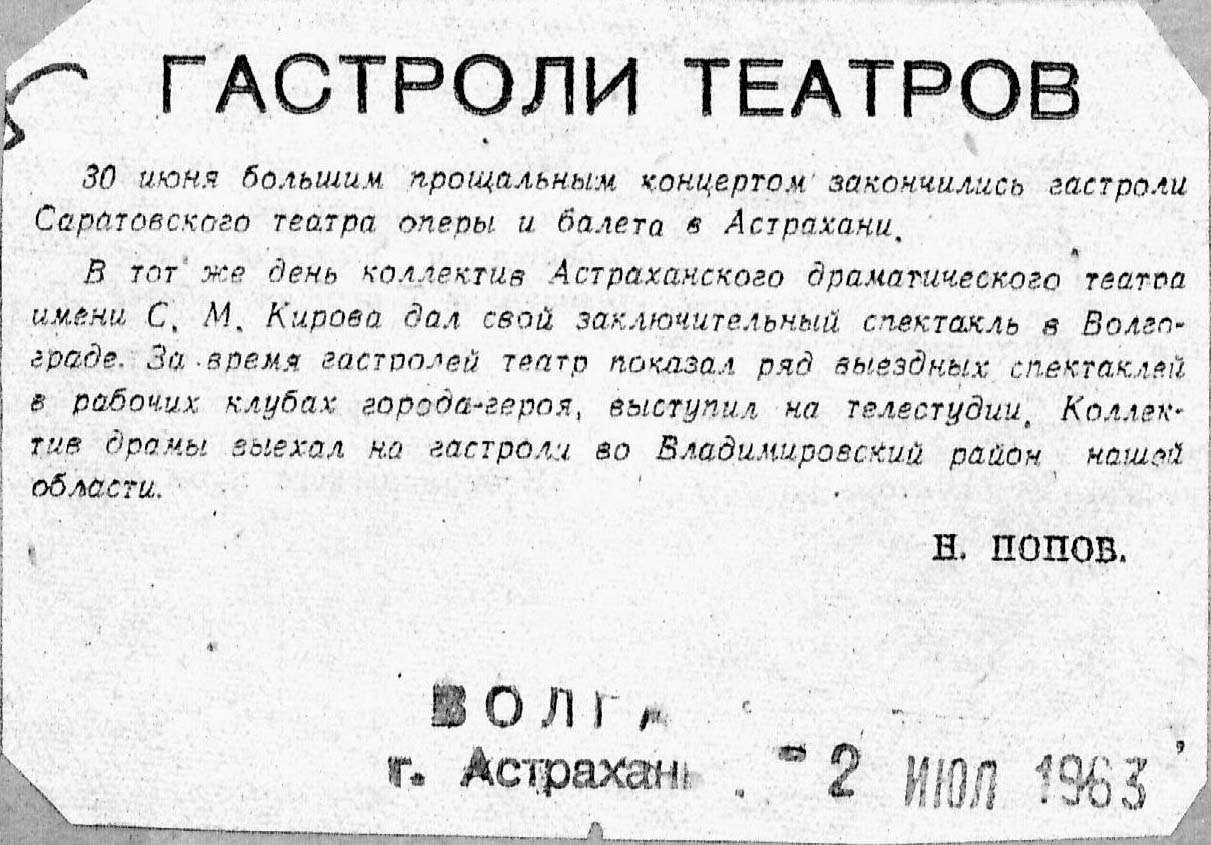 ГАСТРОЛИ ТЕАТРОВ
30 июня большим прощальным концертом закончились гастроли
Саратовского театра оперы и балета в Астрахани.
В тот же день коллектив Астраханского драматического театра
имени С. М. Кирова дал свой заключительный спектакль в Волго-
граде. За время гастролей театр показал ряд выездных спектаклей
в рабочих клубах города-героя, выступил на телестудии. Коллек-
тив драмы выехал на гастроли во Владимировский район нашей
области.
Н. ПОПОВ.
ВОЛГА
г. Астрахань
- 2 ИЮЛ 1963